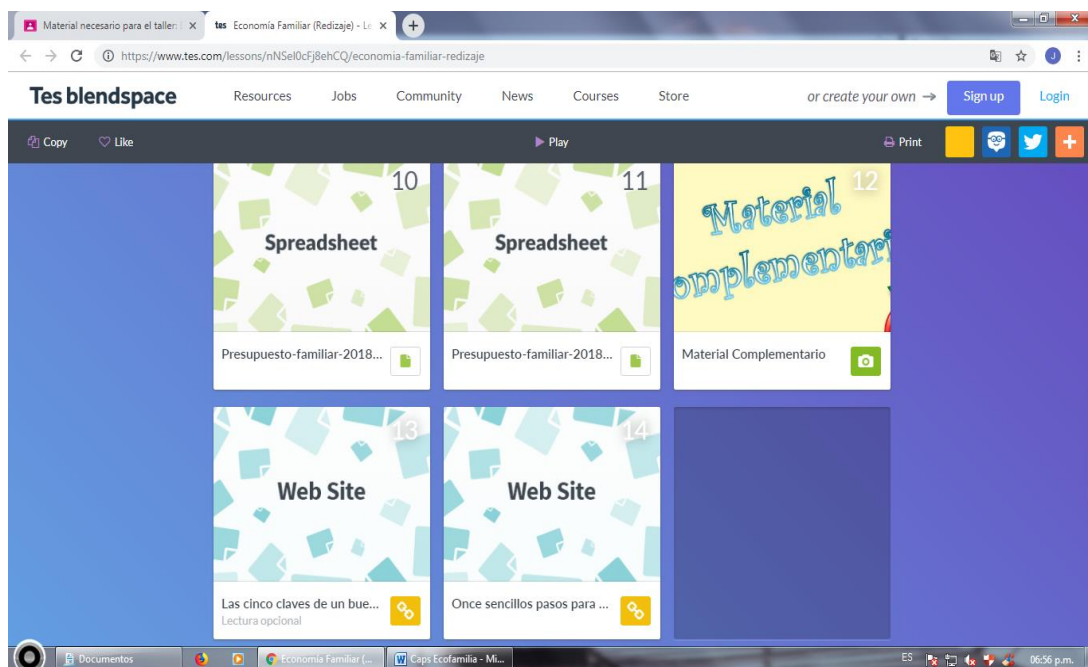 Material necesario para el taller:
tes Economía Familiar (Redizaje) - Le
https://www.tes.com/lessons/nNSel0cFj8ehCQ/economia-familiar-redizaje
J
Tes blendspace Resources Jobs Community News Courses Store or create your own → Sign up Login
Copy Like Play Print
10 11 12
Spreadsheet Spreadsheet Material
omplementari
Presupuesto-familiar-2018... Presupuesto-familiar-2018... Material Complementario
13 14
Web Site Web Site
Las cinco claves de un bue... Once sencillos pasos para ...
Lectura opcional
Documentos Economía Familiar (... Caps Ecofamilia - Mi... ES 06:56 p.m.